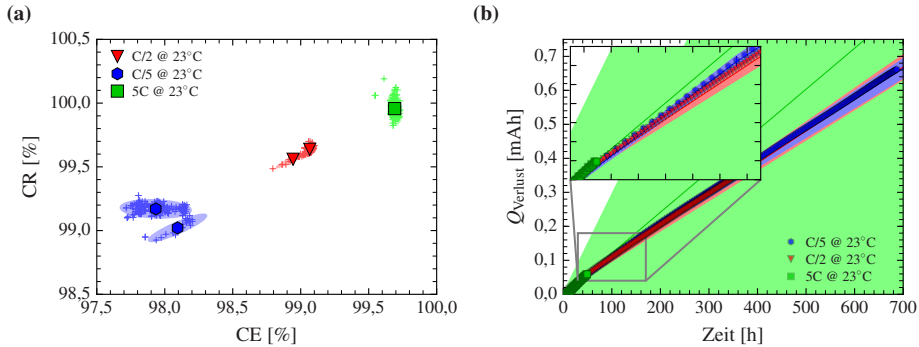 (a)
100,5
100,0
99,5
99,0
98,5
CR [%]
97,5 98,0 98,5 99,0 99,5 100,0
CE [%]
C/2 @ 23°C
C/5 @ 23°C
5C @ 23°C
(b)
0,7
0,6
0,5
0,4
0,3
0,2
0,1
0,0
Q_Verlust [mAh]
0 100 200 300 400 500 600 700
Zeit [h]
C/5 @ 23°C
C/2 @ 23°C
5C @ 23°C